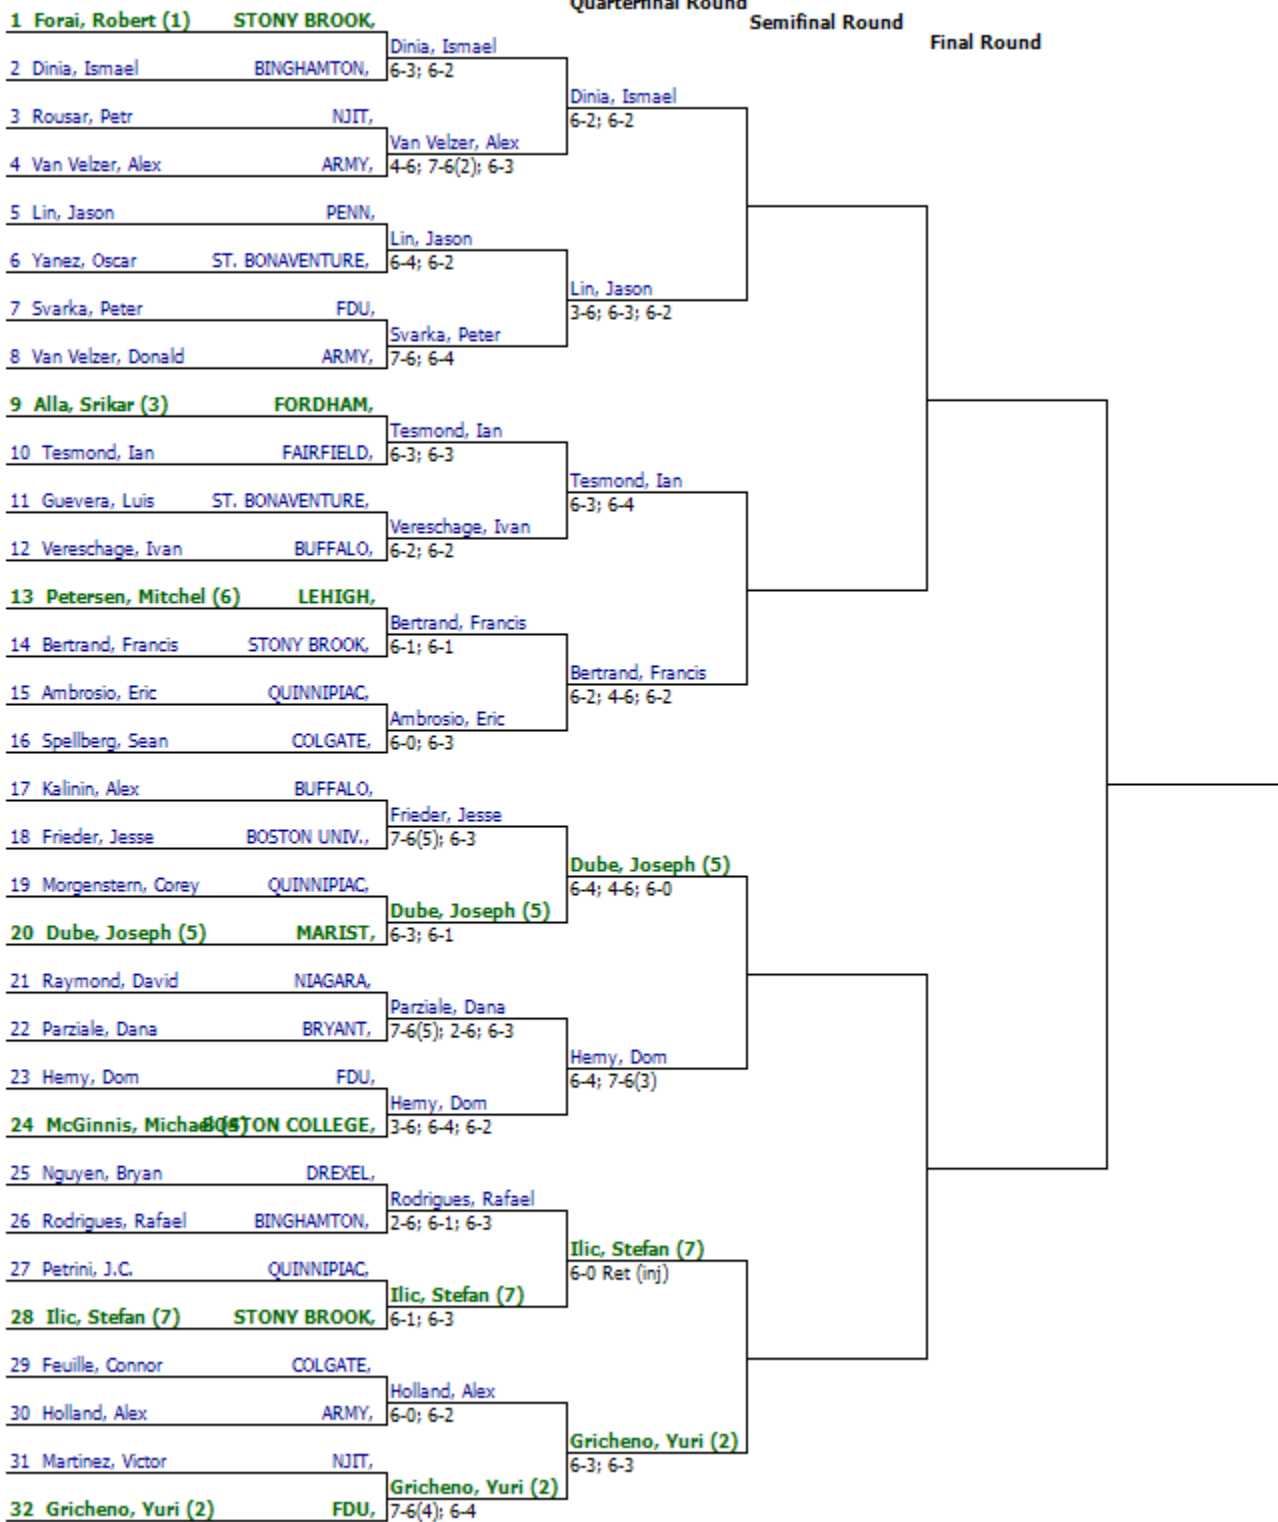 Quarterfinal Round
Semifinal Round
Final Round
1 Forai, Robert (1) STONY BROOK,
Dinia, Ismael
2 Dinia, Ismael BINGHAMTON,
6-3; 6-2
Dinia, Ismael
6-2; 6-2
3 Rousar, Petr NJIT,
Van Velzer, Alex
4 Van Velzer, Alex ARMY,
4-6; 7-6(2); 6-3
5 Lin, Jason PENN,
Lin, Jason
6 Yanez, Oscar ST. BONAVENTURE,
6-4; 6-2
Lin, Jason
3-6; 6-3; 6-2
7 Svarka, Peter FDU,
Svarka, Peter
8 Van Velzer, Donald ARMY,
7-6; 6-4
9 Alla, Srikar (3) FORDHAM,
Tesmond, Ian
10 Tesmond, Ian FAIRFIELD,
6-3; 6-3
Tesmond, Ian
6-3; 6-4
11 Guevera, Luis ST. BONAVENTURE,
Vereschage, Ivan
12 Vereschage, Ivan BUFFALO,
6-2; 6-2
13 Petersen, Mitchel (6) LEHIGH,
Bertrand, Francis
14 Bertrand, Francis STONY BROOK,
6-1; 6-1
Bertrand, Francis
6-2; 4-6; 6-2
15 Ambrosio, Eric QUINNIPIAC,
Ambrosio, Eric
16 Spellberg, Sean COLGATE,
6-0; 6-3
17 Kalinin, Alex BUFFALO,
Frieder, Jesse
18 Frieder, Jesse BOSTON UNIV.,
7-6(5); 6-3
Dube, Joseph (5)
6-4; 4-6; 6-0
19 Morgenstern, Corey QUINNIPIAC,
Dube, Joseph (5)
20 Dube, Joseph (5) MARIST,
6-3; 6-1
21 Raymond, David NIAGARA,
Parziale, Dana
22 Parziale, Dana BRYANT,
7-6(5); 2-6; 6-3
Hemy, Dom
6-4; 7-6(3)
23 Hemy, Dom FDU,
Hemy, Dom
24 McGinnis, Michael (4) BOSTON COLLEGE,
3-6; 6-4; 6-2
25 Nguyen, Bryan DREXEL,
Rodrigues, Rafael
26 Rodrigues, Rafael BINGHAMTON,
2-6; 6-1; 6-3
Ilic, Stefan (7)
6-0 Ret (inj)
27 Petrini, J.C. QUINNIPIAC,
Ilic, Stefan (7)
28 Ilic, Stefan (7) STONY BROOK,
6-1; 6-3
29 Feuille, Connor COLGATE,
Holland, Alex
30 Holland, Alex ARMY,
6-0; 6-2
Gricheno, Yuri (2)
6-3; 6-3
31 Martinez, Victor NJIT,
Gricheno, Yuri (2)
32 Gricheno, Yuri (2) FDU,
7-6(4); 6-4